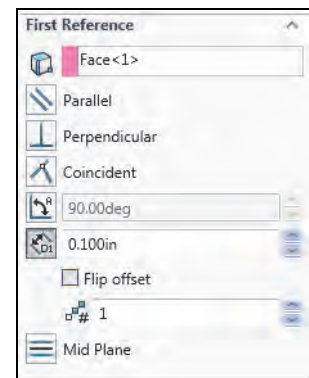 First Reference
Face<1>
Parallel
Perpendicular
Coincident
90.00deg
0.100in
Flip offset
# 1
Mid Plane